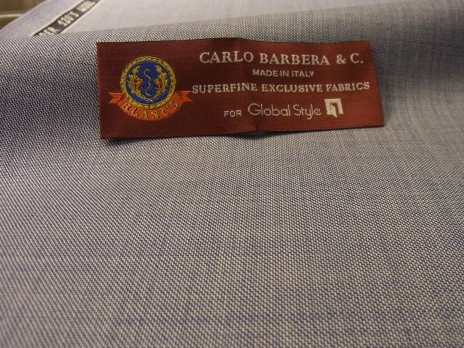 CARLO BARBERA & C.
MADE IN ITALY
SUPERFINE EXCLUSIVE FABRICS
FOR Global Style